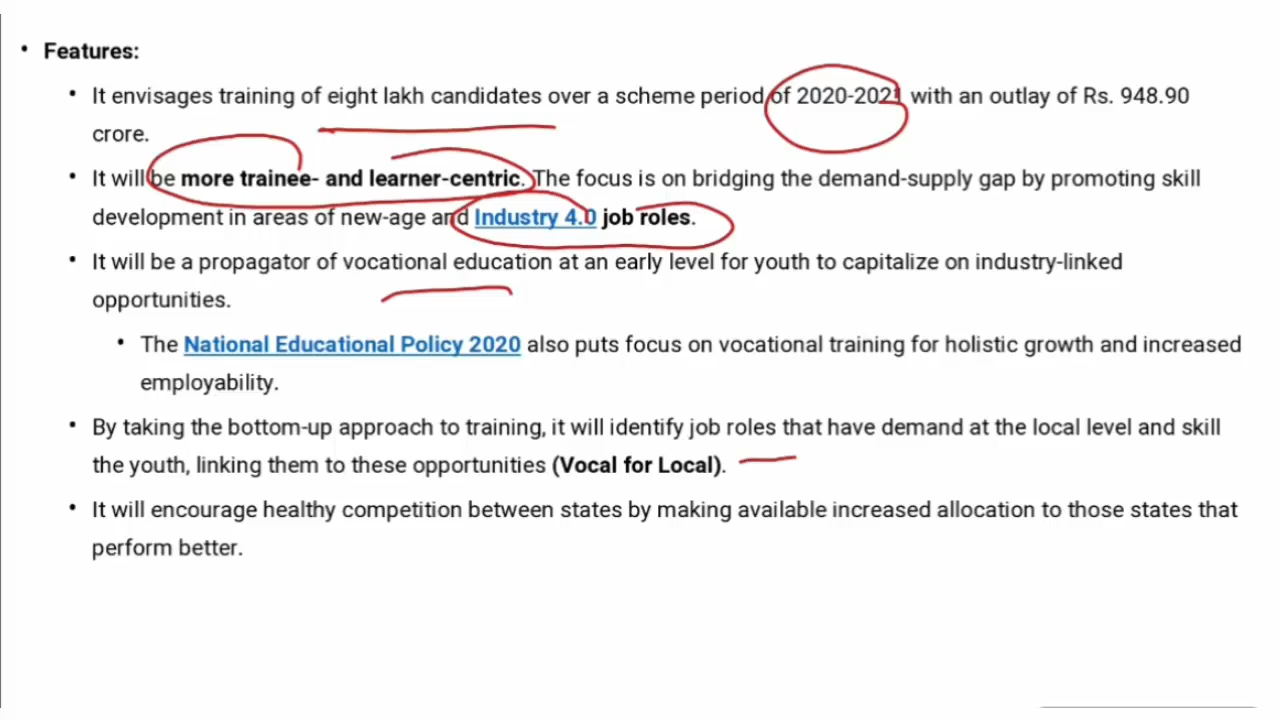 • Features:
• It envisages training of eight lakh candidates over a scheme period of 2020-2021 with an outlay of Rs. 948.90
crore.
• It will be more trainee- and learner-centric. The focus is on bridging the demand-supply gap by promoting skill
development in areas of new-age and Industry 4.0 job roles.
• It will be a propagator of vocational education at an early level for youth to capitalize on industry-linked
opportunities.
• The National Educational Policy 2020 also puts focus on vocational training for holistic growth and increased
employability.
• By taking the bottom-up approach to training, it will identify job roles that have demand at the local level and skill
the youth, linking them to these opportunities (Vocal for Local).
• It will encourage healthy competition between states by making available increased allocation to those states that
perform better.